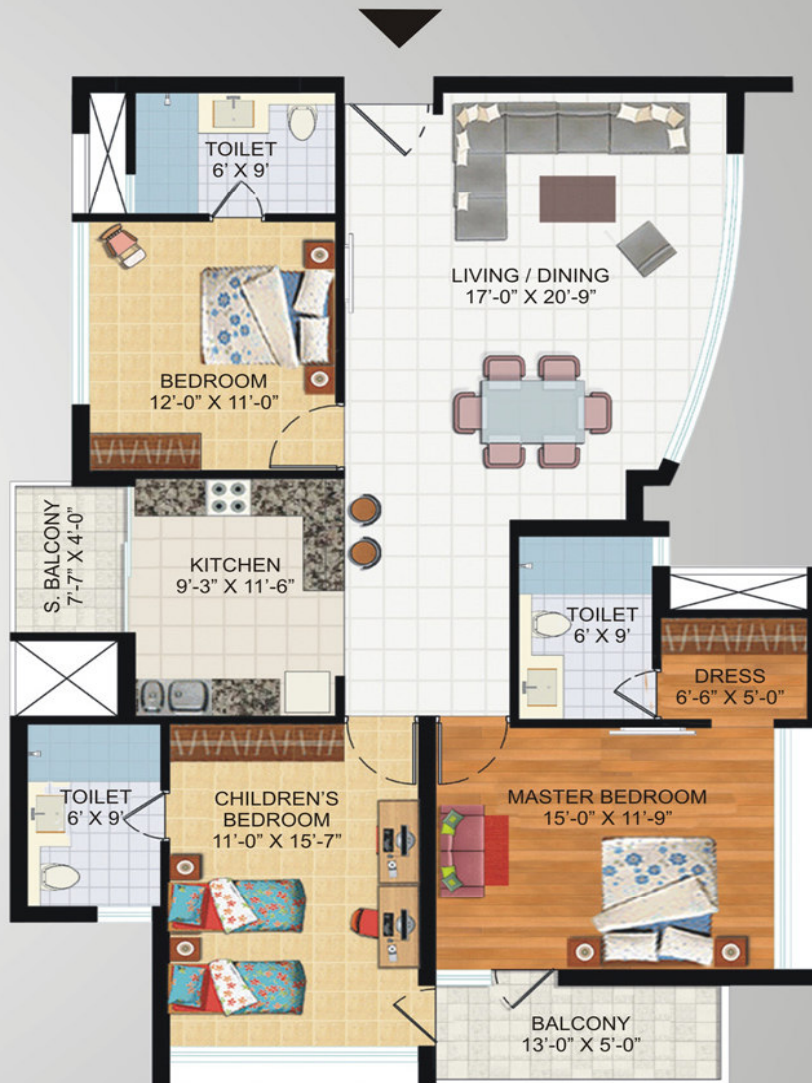 TOILET
6' X 9'
LIVING / DINING
17'-0" X 20'-9"
BEDROOM
12'-0" X 11'-0"
S. BALCONY
7'-7" X 4'-0"
KITCHEN
9'-3" X 11'-6"
TOILET
6' X 9'
DRESS
6'-6" X 5'-0"
TOILET
6' X 9'
CHILDREN'S
BEDROOM
11'-0" X 15'-7"
MASTER BEDROOM
15'-0" X 11'-9"
BALCONY
13'-0" X 5'-0"